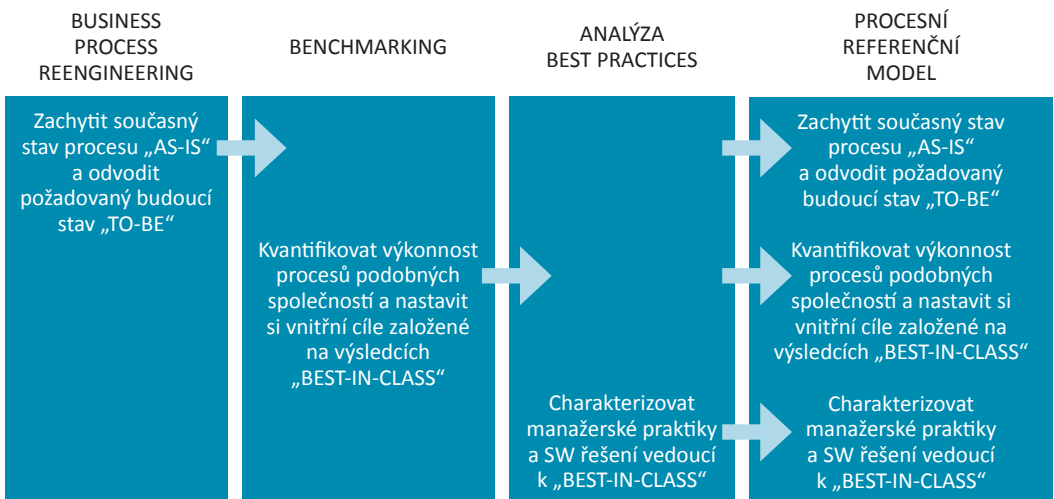 BUSINESS
PROCESS
REENGINEERING
BENCHMARKING
ANALÝZA
BEST PRACTICES
PROCESNÍ
REFERENČNÍ
MODEL
Zachytit současný
stav procesu „AS-IS“
a odvodit
požadovaný budoucí
stav „TO-BE“
Kvantifikovat výkonnost
procesů podobných
společností a nastavit
si vnitřní cíle založené
na výsledcích
„BEST-IN-CLASS“
Charakterizovat
manažerské praktiky
a SW řešení vedoucí
k „BEST-IN-CLASS“
Zachytit současný stav
procesu „AS-IS“
a odvodit požadovaný
budoucí stav „TO-BE“
Kvantifikovat výkonnost
procesů podobných
společností a nastavit si
vnitřní cíle založené na
výsledcích „BEST-IN-CLASS“
Charakterizovat
manažerské praktiky
a SW řešení vedoucí
k „BEST-IN-CLASS“